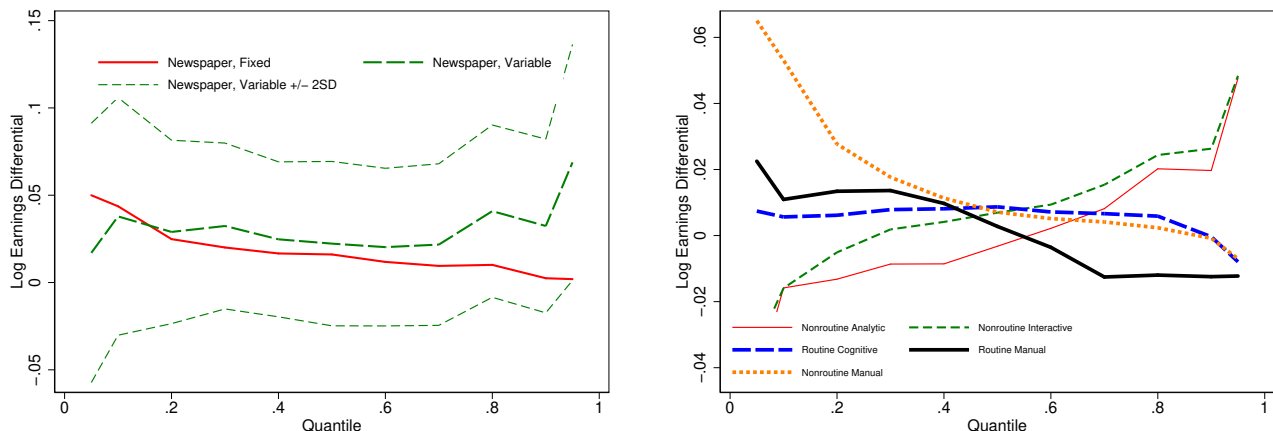 .15
.1
.05
0
-.05
Log Earnings Differential
Newspaper, Fixed
Newspaper, Variable
Newspaper, Variable +/− 2SD
0 .2 .4 .6 .8 1
Quantile
.06
.04
.02
0
-.02
-.04
Log Earnings Differential
Nonroutine Analytic
Nonroutine Interactive
Routine Cognitive
Routine Manual
Nonroutine Manual
0 .2 .4 .6 .8 1
Quantile